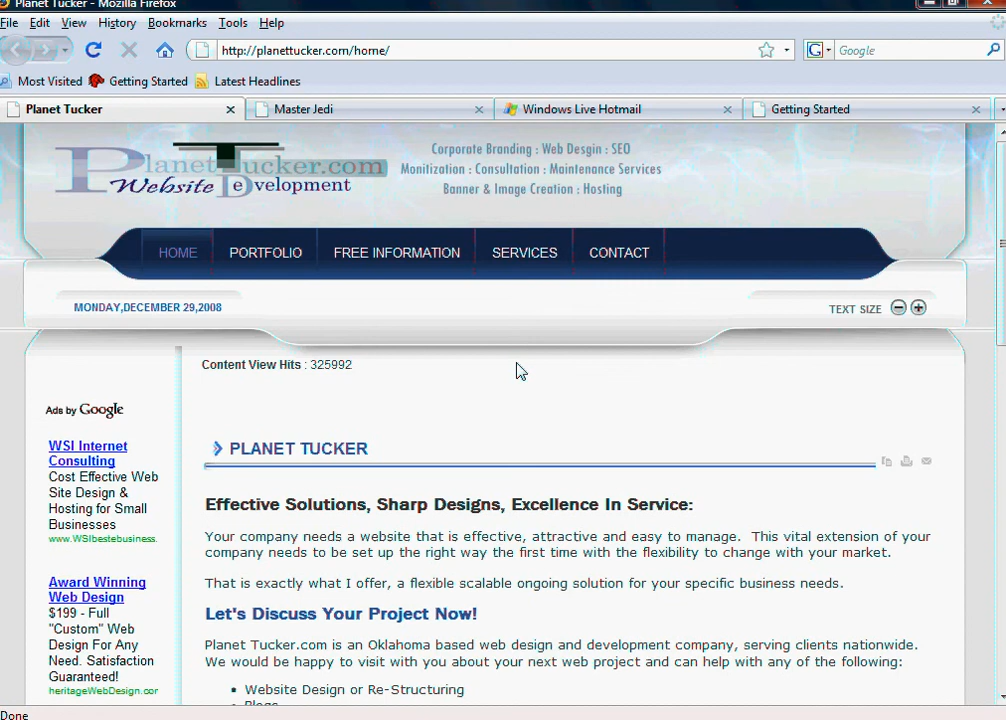 Planet Tucker - Mozilla Firefox
File Edit View History Bookmarks Tools Help
http://planettucker.com/home/
G Google
Most Visited Getting Started Latest Headlines
Planet Tucker Master Jedi Windows Live Hotmail Getting Started
PlanetTucker.com
Website Development
Corporate Branding : Web Desgin : SEO
Monitization : Consultation : Maintenance Services
Banner & Image Creation : Hosting
HOME PORTFOLIO FREE INFORMATION SERVICES CONTACT
MONDAY,DECEMBER 29,2008
TEXT SIZE
Content View Hits : 325992
Ads by Google
WSI Internet
Consulting
Cost Effective Web
Site Design &
Hosting for Small
Businesses
www.WSIbestebusiness.
Award Winning
Web Design
$199 - Full
"Custom" Web
Design For Any
Need. Satisfaction
Guaranteed!
heritageWebDesign.cor
PLANET TUCKER
Effective Solutions, Sharp Designs, Excellence In Service:
Your company needs a website that is effective, attractive and easy to manage. This vital extension of your
company needs to be set up the right way the first time with the flexibility to change with your market.
That is exactly what I offer, a flexible scalable ongoing solution for your specific business needs.
Let's Discuss Your Project Now!
Planet Tucker.com is an Oklahoma based web design and development company, serving clients nationwide.
We would be happy to visit with you about your next web project and can help with any of the following:
Website Design or Re-Structuring
Blogs
Done